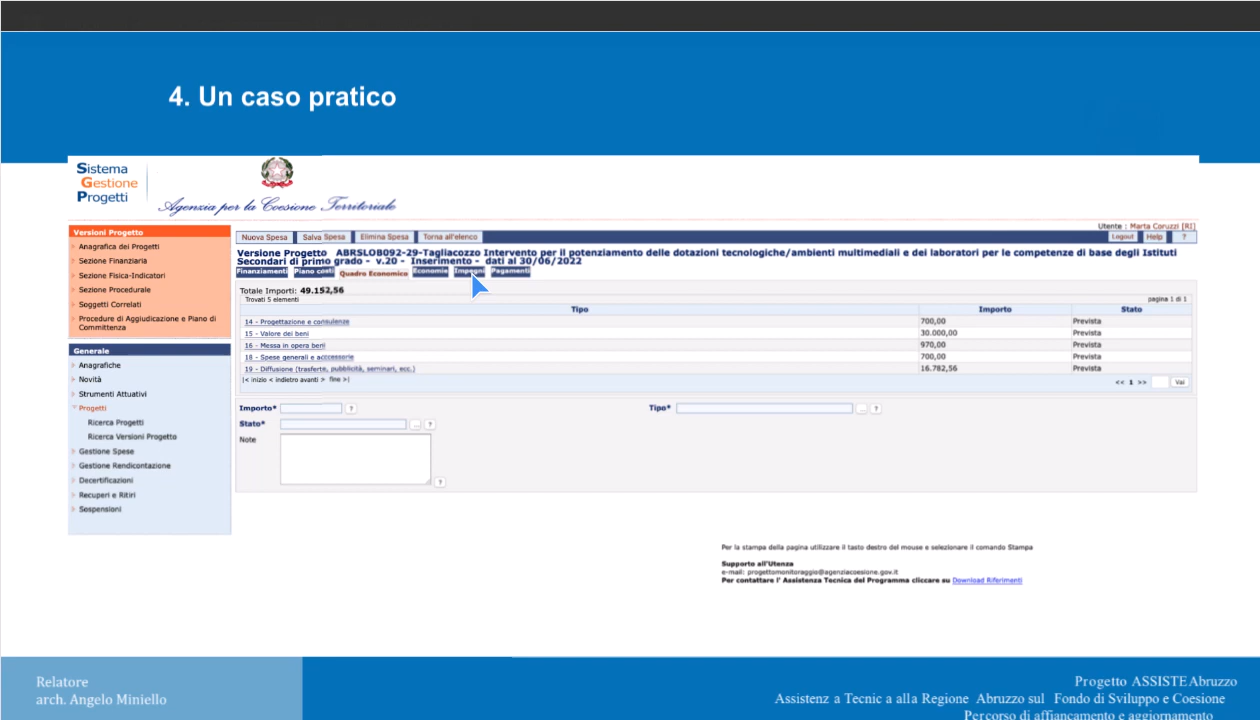 4. Un caso pratico
Sistema
Gestione
Progetti
Agenzia per la Coesione Territoriale
Utente : Marta Coruzzi [RI]
Versioni Progetto
Nuova Spesa Salva Spesa Elimina Spesa Torna all'elenco Logout Help ?
Anagrafica dei Progetti
Sezione Finanziaria
Sezione Fisica-Indicatori
Sezione Procedurale
Soggetti Correlati
Procedure di Aggiudicazione e Piano di
Committenza
Versione Progetto ABRSLOB092-29-Tagliacozzo Intervento per il potenziamento delle dotazioni tecnologiche/ambienti multimediali e dei laboratori per le competenze di base degli Istituti
Secondari di primo grado - v.20 - Inserimento - dati al 30/06/2022
Finanziamenti Piano costi Quadro Economico Economie Impegni Pagamenti
Totale Importi: 49.152,56
Trovati 5 elementi pagina 1 di 1
Tipo Importo Stato
14 - Progettazione e consulenze 700,00 Prevista
15 - Valore dei beni 30.000,00 Prevista
16 - Messa in opera beni 970,00 Prevista
18 - Spese generali e accessorie 700,00 Prevista
19 - Diffusione (trasferte, pubblicità, seminari, ecc.) 16.782,56 Prevista
|< inizio < indietro avanti > fine >| << 1 >> Vai
Generale
Anagrafiche
Novità
Strumenti Attuativi
Progetti
Ricerca Progetti
Ricerca Versioni Progetto
Gestione Spese
Gestione Rendicontazione
Decertificazioni
Recuperi e Ritiri
Sospensioni
Importo* ? Tipo* ... ?
Stato* ... ?
Note ?
Per la stampa della pagina utilizzare il tasto destro del mouse e selezionare il comando Stampa
Supporto all'Utenza
e-mail: progettomonitoraggio@agenziacoesione.gov.it
Per contattare l' Assistenza Tecnica del Programma cliccare su Download Riferimenti
Relatore
arch. Angelo Miniello
Progetto ASSISTE Abruzzo
Assistenz a Tecnic a alla Regione Abruzzo sul Fondo di Sviluppo e Coesione
Percorso di affiancamento e aggiornamento